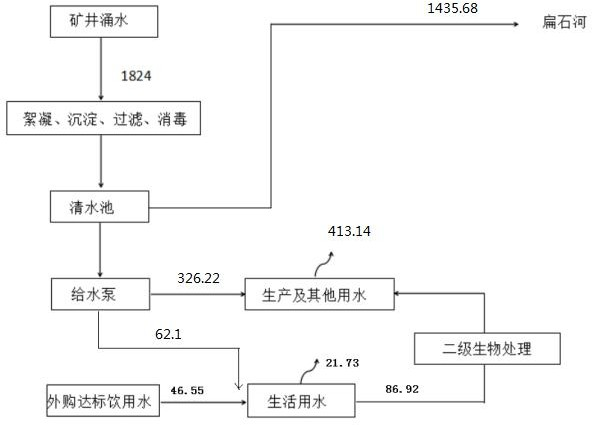 1435.68
矿井涌水
扁石河
1824
絮凝、沉淀、过滤、消毒
清水池
413.14
326.22
给水泵
生产及其他用水
62.1
二级生物处理
21.73
46.55
86.92
外购达标饮用水
生活用水